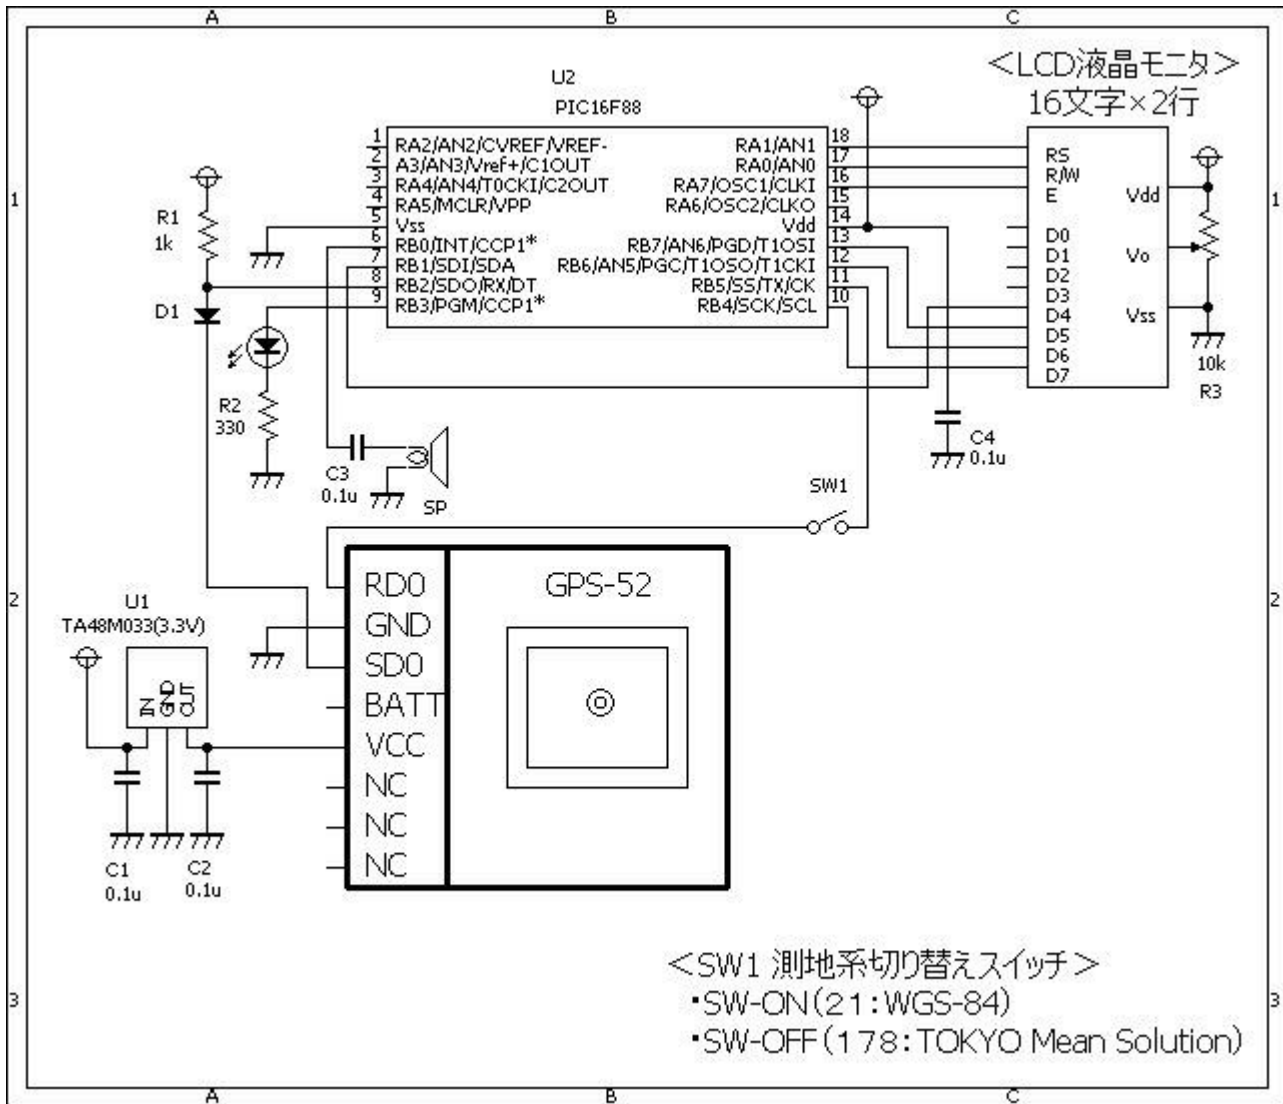 A B C
<LCD液晶モニタ>
16文字×2行
U2
PIC16F88
1 RA2/AN2/CVREF/VREF- RA1/AN1 18
2 A3/AN3/Vref+/C1OUT RA0/AN0 17
3 RA4/AN4/T0CKI/C2OUT RA7/OSC1/CLKI 16
4 RA5/MCLR/VPP RA6/OSC2/CLKO 15
5 Vss Vdd 14
6 RB0/INT/CCP1* RB7/AN6/PGD/T1OSI 13
7 RB1/SDI/SDA RB6/AN5/PGC/T1OSO/T1CKI 12
8 RB2/SDO/RX/DT RB5/SS/TX/CK 11
9 RB3/PGM/CCP1* RB4/SCK/SCL 10
RS
R/W
E
D0
D1
D2
D3
D4
D5
D6
D7
Vdd
Vo
Vss
10k
R3
1 1
R1
1k
D1
R2
330
C3
0.1u
SP
C4
0.1u
SW1
2 2
GPS-52
RD0
GND
SD0
BATT
VCC
NC
NC
NC
U1
TA48M033(3.3V)
IN
GND
OUT
C1
0.1u
C2
0.1u
<SW1 測地系切り替えスイッチ>
・SW-ON(21:WGS-84)
・SW-OFF(178:TOKYO Mean Solution)
3 3
A B C